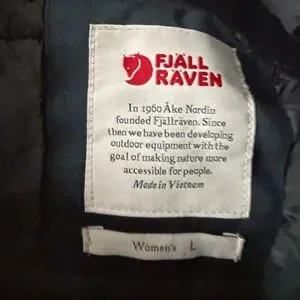 FJÄLL
RÄVEN
In 1960 Åke Nordin
founded Fjällräven. Since
then we have been developing
outdoor equipment with the
goal of making nature more
accessible for people.
Made in Vietnam
Women's L